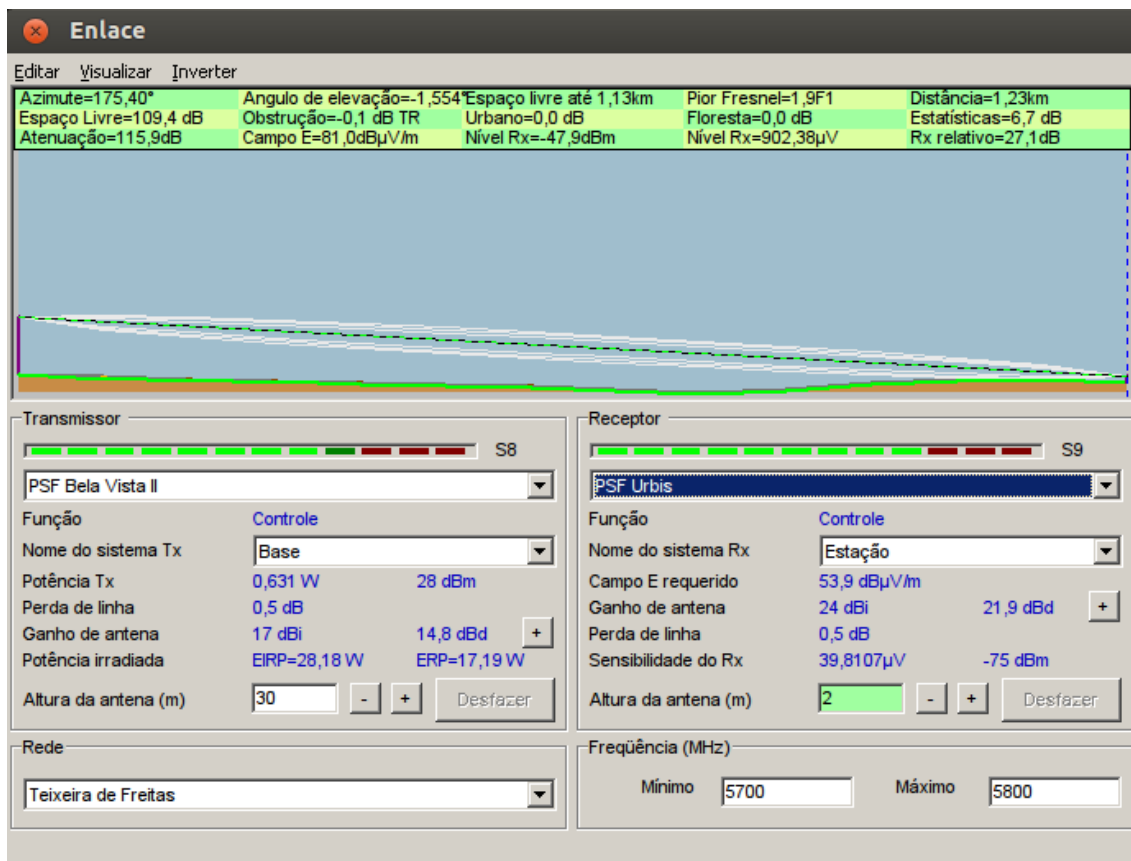 Enlace
Editar Visualizar Inverter
Azimute=175,40° Angulo de elevação=-1,554° Espaço livre até 1,13km Pior Fresnel=1,9F1 Distância=1,23km
Espaço Livre=109,4 dB Obstrução=-0,1 dB TR Urbano=0,0 dB Floresta=0,0 dB Estatísticas=6,7 dB
Atenuação=115,9dB Campo E=81,0dBµV/m Nível Rx=-47,9dBm Nível Rx=902,38µV Rx relativo=27,1dB
Transmissor
S8
PSF Bela Vista II
Função Controle
Nome do sistema Tx Base
Potência Tx 0,631 W 28 dBm
Perda de linha 0,5 dB
Ganho de antena 17 dBi 14,8 dBd +
Potência irradiada EIRP=28,18 W ERP=17,19 W
Altura da antena (m) 30 - + Desfazer
Rede
Teixeira de Freitas
Receptor
S9
PSF Urbis
Função Controle
Nome do sistema Rx Estação
Campo E requerido 53,9 dBµV/m
Ganho de antena 24 dBi 21,9 dBd +
Perda de linha 0,5 dB
Sensibilidade do Rx 39,8107µV -75 dBm
Altura da antena (m) 2 - + Desfazer
Freqüência (MHz)
Mínimo 5700 Máximo 5800